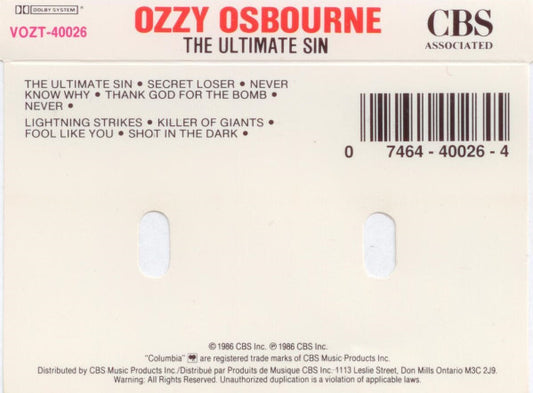 DOLBY SYSTEM
OZZY OSBOURNE
CBS
VOZT-40026
THE ULTIMATE SIN
ASSOCIATED
THE ULTIMATE SIN • SECRET LOSER • NEVER
KNOW WHY • THANK GOD FOR THE BOMB •
NEVER •
LIGHTNING STRIKES • KILLER OF GIANTS •
FOOL LIKE YOU • SHOT IN THE DARK •
0 7464 - 40026 - 4
© 1986 CBS Inc. ℗ 1986 CBS Inc.
"Columbia" are registered trade marks of CBS Music Products Inc.
Distributed by CBS Music Products Inc./Distribué par Produits de Musique CBS Inc. 1113 Leslie Street, Don Mills Ontario M3C 2J9.
Warning: All Rights Reserved. Unauthorized duplication is a violation of applicable laws.